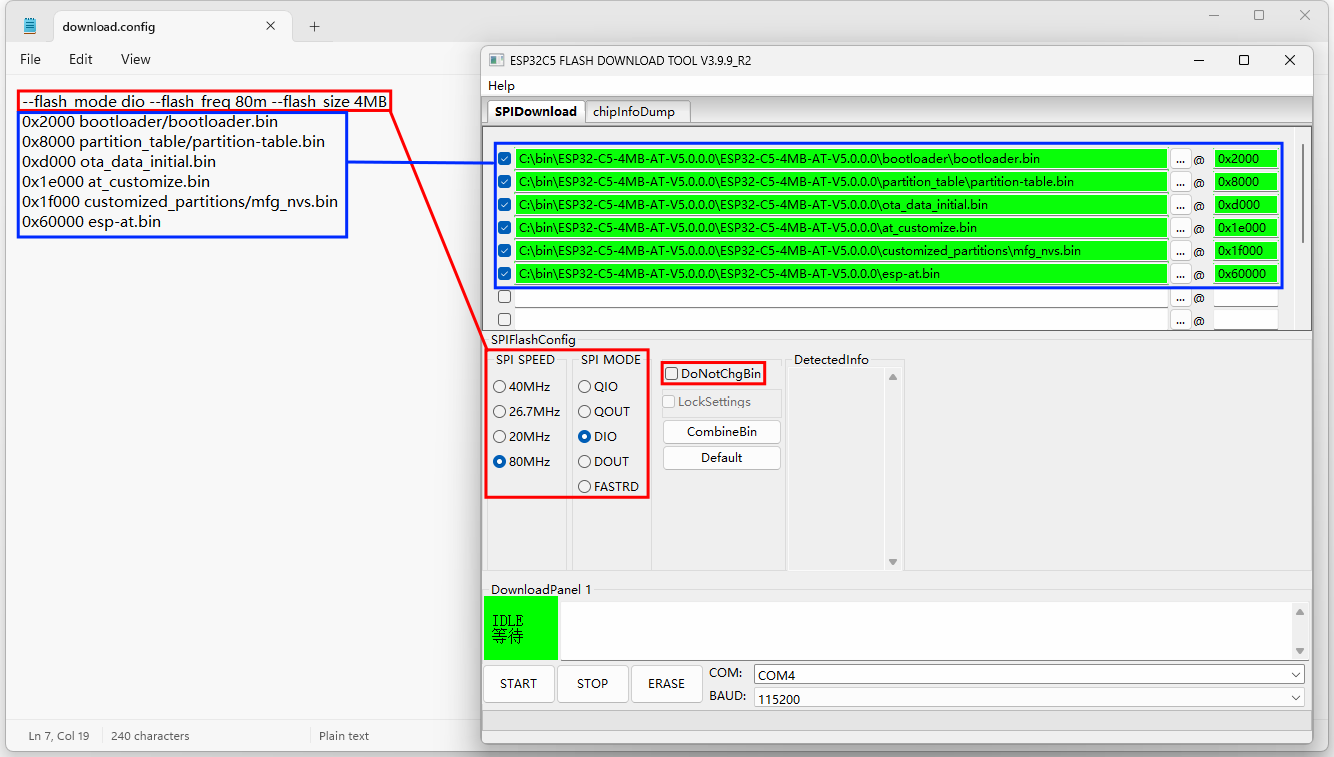 download.config
File Edit View
--flash_mode dio --flash_freq 80m --flash_size 4MB
0x2000 bootloader/bootloader.bin
0x8000 partition_table/partition-table.bin
0xd000 ota_data_initial.bin
0x1e000 at_customize.bin
0x1f000 customized_partitions/mfg_nvs.bin
0x60000 esp-at.bin
Ln 7, Col 19 240 characters Plain text
ESP32C5 FLASH DOWNLOAD TOOL V3.9.9_R2
Help
SPIDownload chipInfoDump
C:\bin\ESP32-C5-4MB-AT-V5.0.0.0\ESP32-C5-4MB-AT-V5.0.0.0\bootloader\bootloader.bin ... @ 0x2000
C:\bin\ESP32-C5-4MB-AT-V5.0.0.0\ESP32-C5-4MB-AT-V5.0.0.0\partition_table\partition-table.bin ... @ 0x8000
C:\bin\ESP32-C5-4MB-AT-V5.0.0.0\ESP32-C5-4MB-AT-V5.0.0.0\ota_data_initial.bin ... @ 0xd000
C:\bin\ESP32-C5-4MB-AT-V5.0.0.0\ESP32-C5-4MB-AT-V5.0.0.0\at_customize.bin ... @ 0x1e000
C:\bin\ESP32-C5-4MB-AT-V5.0.0.0\ESP32-C5-4MB-AT-V5.0.0.0\customized_partitions\mfg_nvs.bin ... @ 0x1f000
C:\bin\ESP32-C5-4MB-AT-V5.0.0.0\ESP32-C5-4MB-AT-V5.0.0.0\esp-at.bin ... @ 0x60000
... @
... @
SPIFlashConfig
SPI SPEED
40MHz
26.7MHz
20MHz
80MHz
SPI MODE
QIO
QOUT
DIO
DOUT
FASTRD
DoNotChgBin
LockSettings
CombineBin
Default
DetectedInfo
DownloadPanel 1
IDLE
等待
START STOP ERASE
COM: COM4
BAUD: 115200